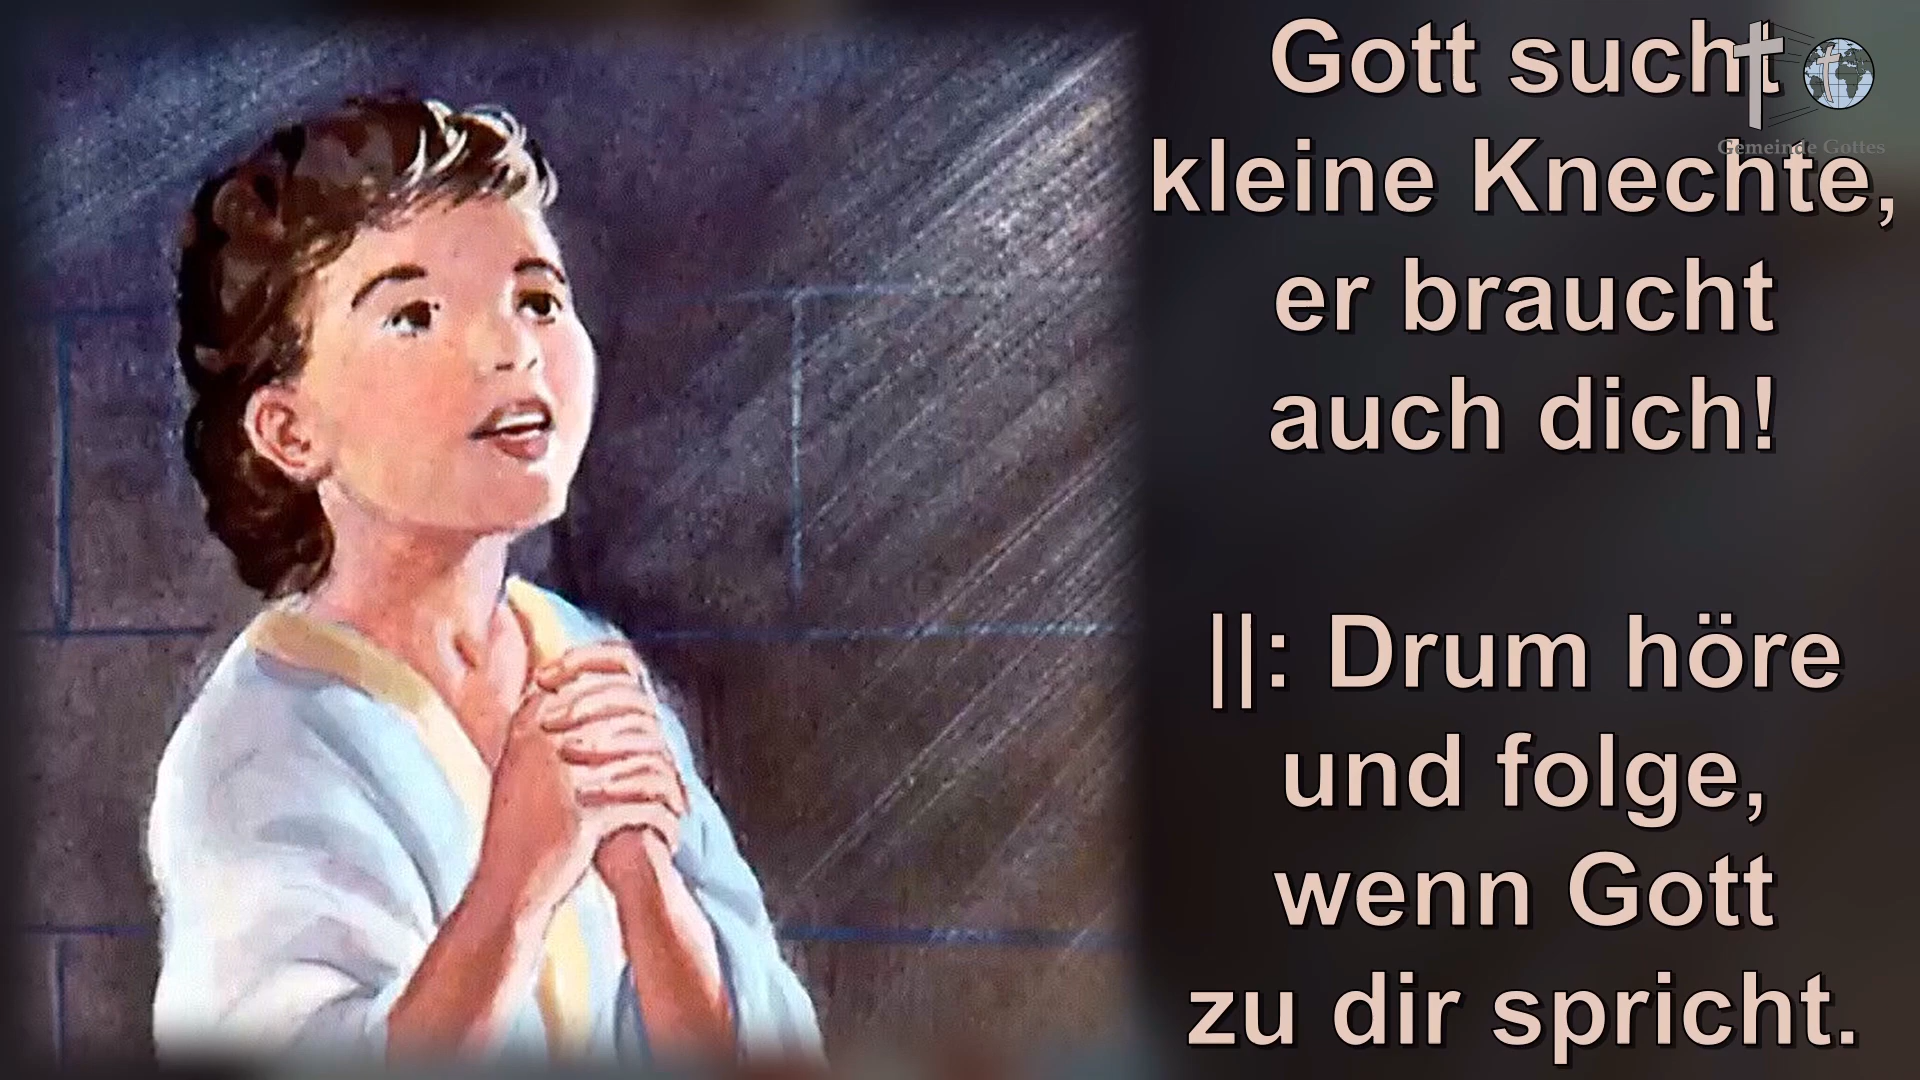 Gott sucht
kleine Knechte,
er braucht
auch dich!
||: Drum höre
und folge,
wenn Gott
zu dir spricht.
Gemeinde Gottes